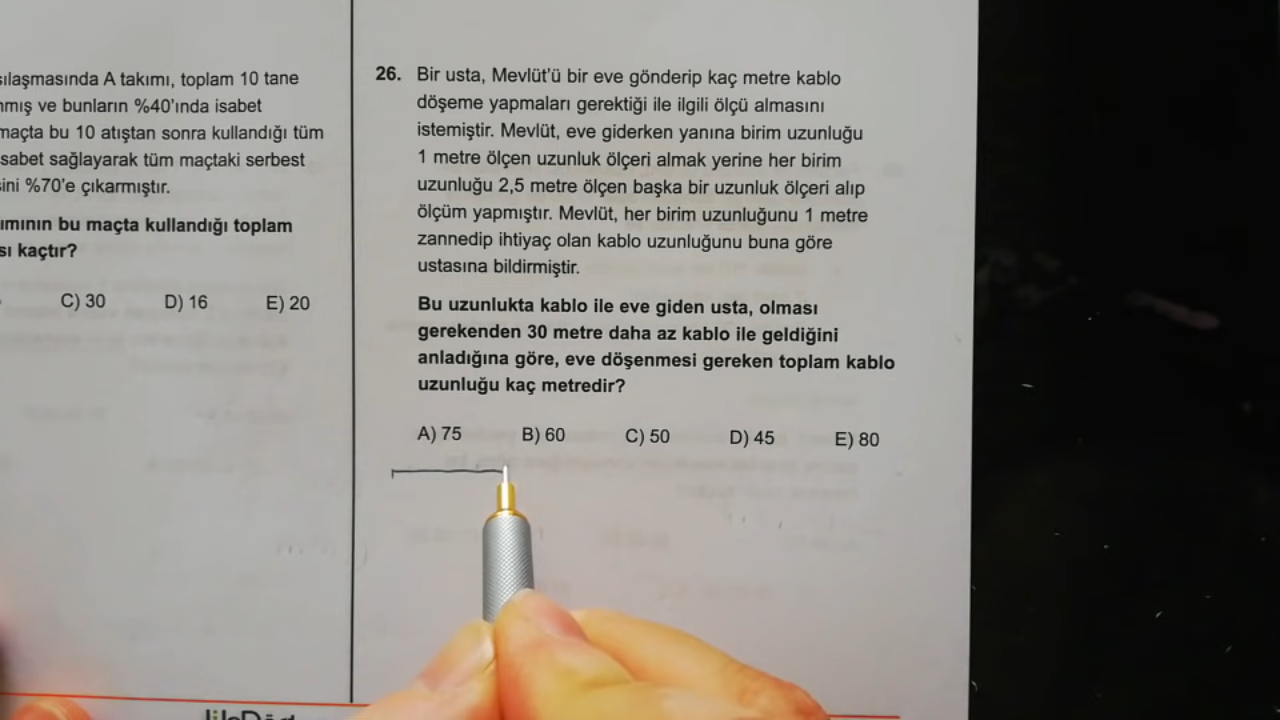 sılaşmasında A takımı, toplam 10 tane
mış ve bunların %40'ında isabet
maçta bu 10 atıştan sonra kullandığı tüm
sabet sağlayarak tüm maçtaki serbest
sini %70'e çıkarmıştır.
ımının bu maçta kullandığı toplam
sı kaçtır?
C) 30 D) 16 E) 20
26. Bir usta, Mevlüt'ü bir eve gönderip kaç metre kablo
döşeme yapmaları gerektiği ile ilgili ölçü almasını
istemiştir. Mevlüt, eve giderken yanına birim uzunluğu
1 metre ölçen uzunluk ölçeri almak yerine her birim
uzunluğu 2,5 metre ölçen başka bir uzunluk ölçeri alıp
ölçüm yapmıştır. Mevlüt, her birim uzunluğunu 1 metre
zannedip ihtiyaç olan kablo uzunluğunu buna göre
ustasına bildirmiştir.
Bu uzunlukta kablo ile eve giden usta, olması
gerekenden 30 metre daha az kablo ile geldiğini
anladığına göre, eve döşenmesi gereken toplam kablo
uzunluğu kaç metredir?
A) 75 B) 60 C) 50 D) 45 E) 80